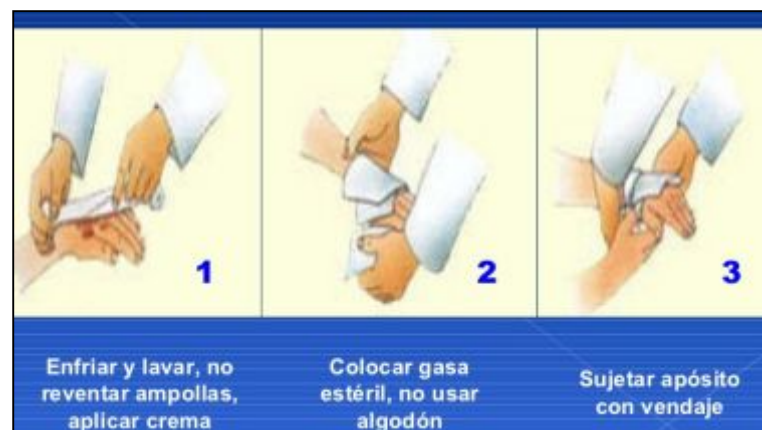 1
2
3
Enfriar y lavar, no
reventar ampollas,
aplicar crema
Colocar gasa
estéril, no usar
algodón
Sujetar apósito
con vendaje